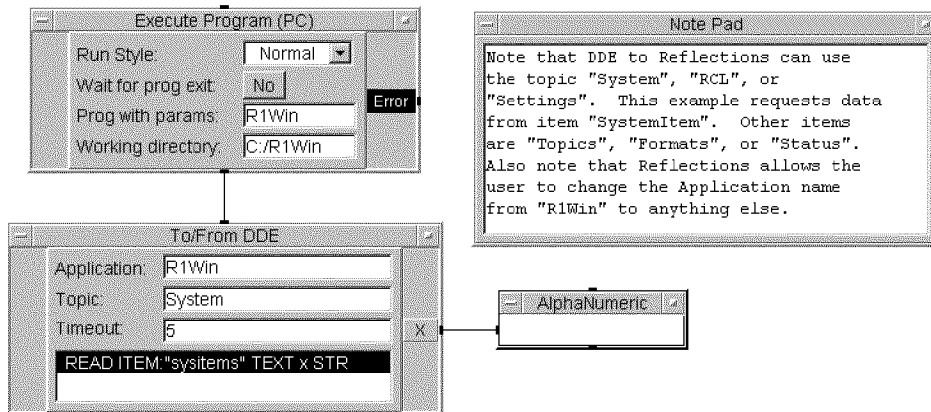 Execute Program (PC)
Run Style: Normal
Wait for prog exit: No
Error
Prog with params: R1Win
Working directory: C:/R1Win
Note Pad
Note that DDE to Reflections can use
the topic "System", "RCL", or
"Settings". This example requests data
from item "SystemItem". Other items
are "Topics", "Formats", or "Status".
Also note that Reflections allows the
user to change the Application name
from "R1Win" to anything else.
To/From DDE
Application: R1Win
Topic: System
Timeout: 5
X
READ ITEM:"sysitems" TEXT x STR
AlphaNumeric